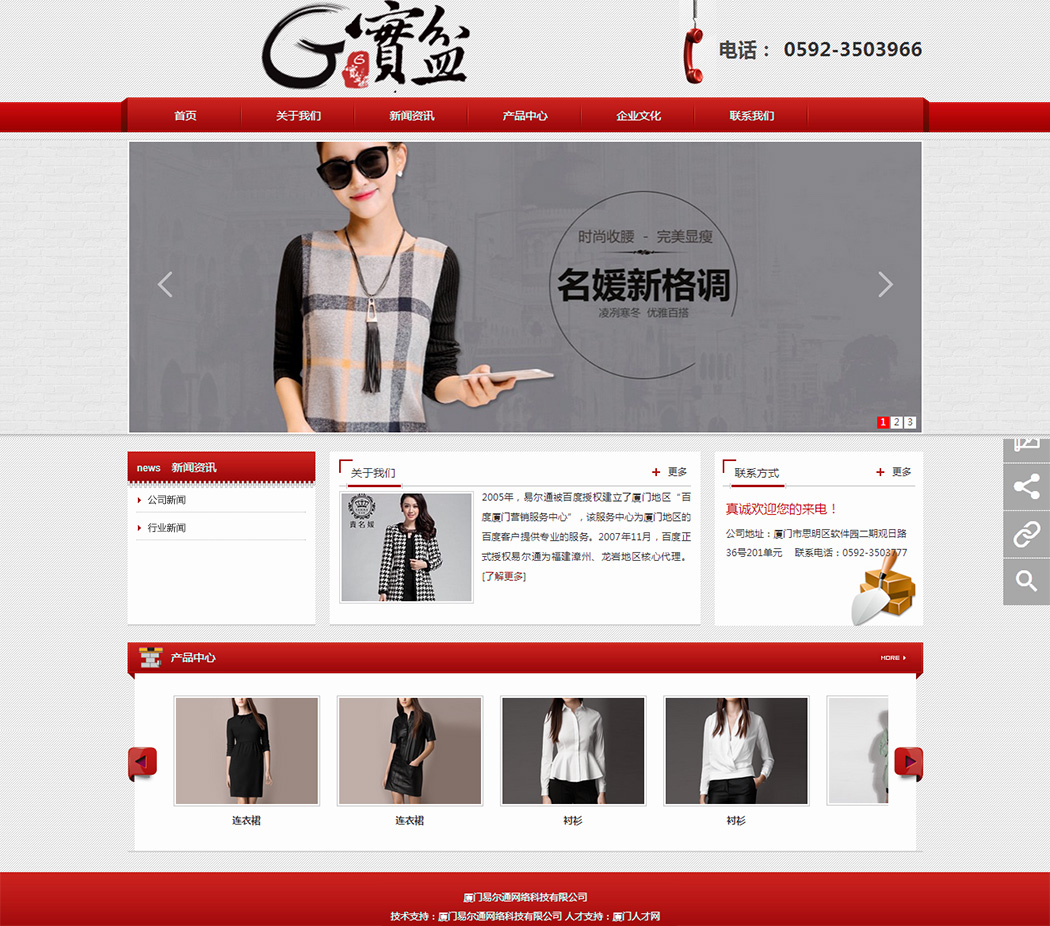 G 實盆
电话： 0592-3503966
首页 关于我们 新闻资讯 产品中心 企业文化 联系我们
时尚收腰 - 完美显瘦
名媛新格调
凌冽寒冬 优雅百搭
1 2 3
news 新闻资讯
公司新闻
行业新闻
关于我们
+ 更多
貴名媛
2005年，易尔通被百度授权建立了厦门地区“百
度厦门营销服务中心”，该服务中心为厦门地区的
百度客户提供专业的服务。2007年11月，百度正
式授权易尔通为福建漳州、龙岩地区核心代理。
[了解更多]
联系方式
+ 更多
真诚欢迎您的来电！
公司地址：厦门市思明区软件园二期观日路
36号201单元 联系电话：0592-3503777
产品中心
MORE
连衣裙
连衣裙
衬衫
衬衫
厦门易尔通网络科技有限公司
技术支持：厦门易尔通网络科技有限公司 人才支持：厦门人才网